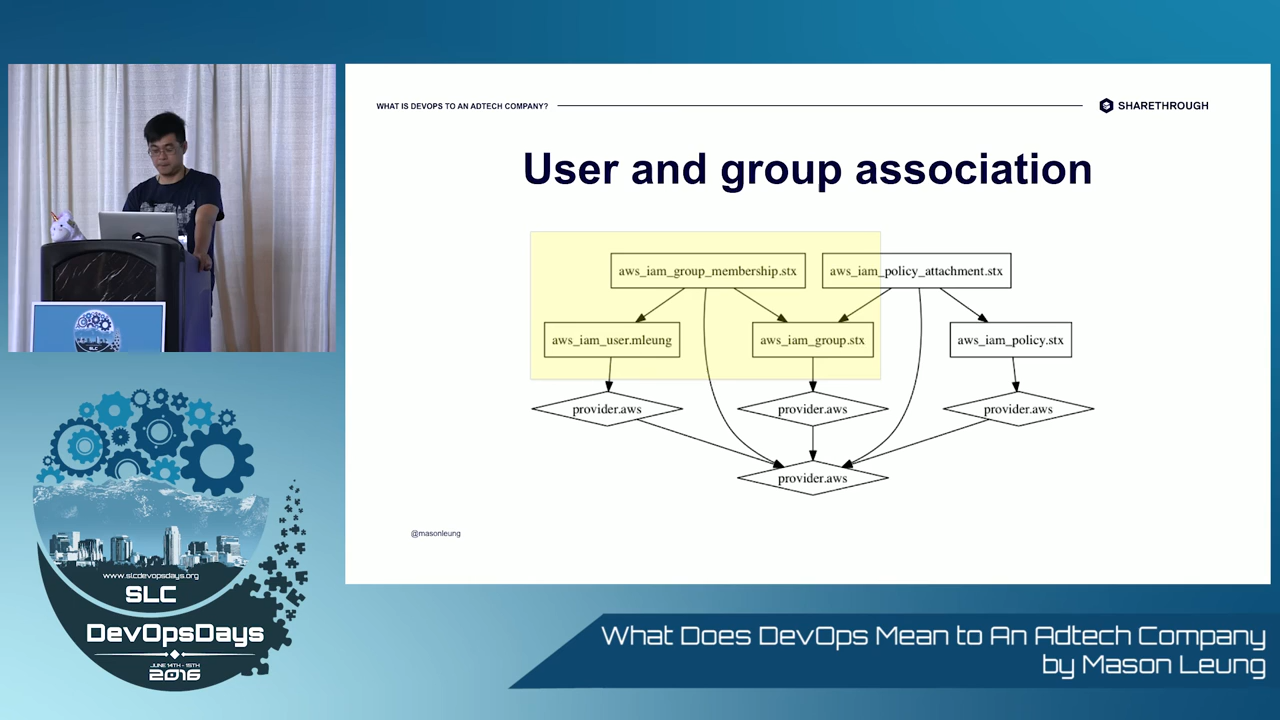 WHAT IS DEVOPS TO AN ADTECH COMPANY?
SHARETHROUGH
User and group association
aws_iam_group_membership.stx
aws_iam_policy_attachment.stx
aws_iam_user.mleung
aws_iam_group.stx
aws_iam_policy.stx
provider.aws
provider.aws
provider.aws
provider.aws
@masonleung
SLC
www.slcdevopsdays.org
SLC
DevOpsDays
JUNE 14TH - 15TH
2016
What Does DevOps Mean to An Adtech Company
by Mason Leung